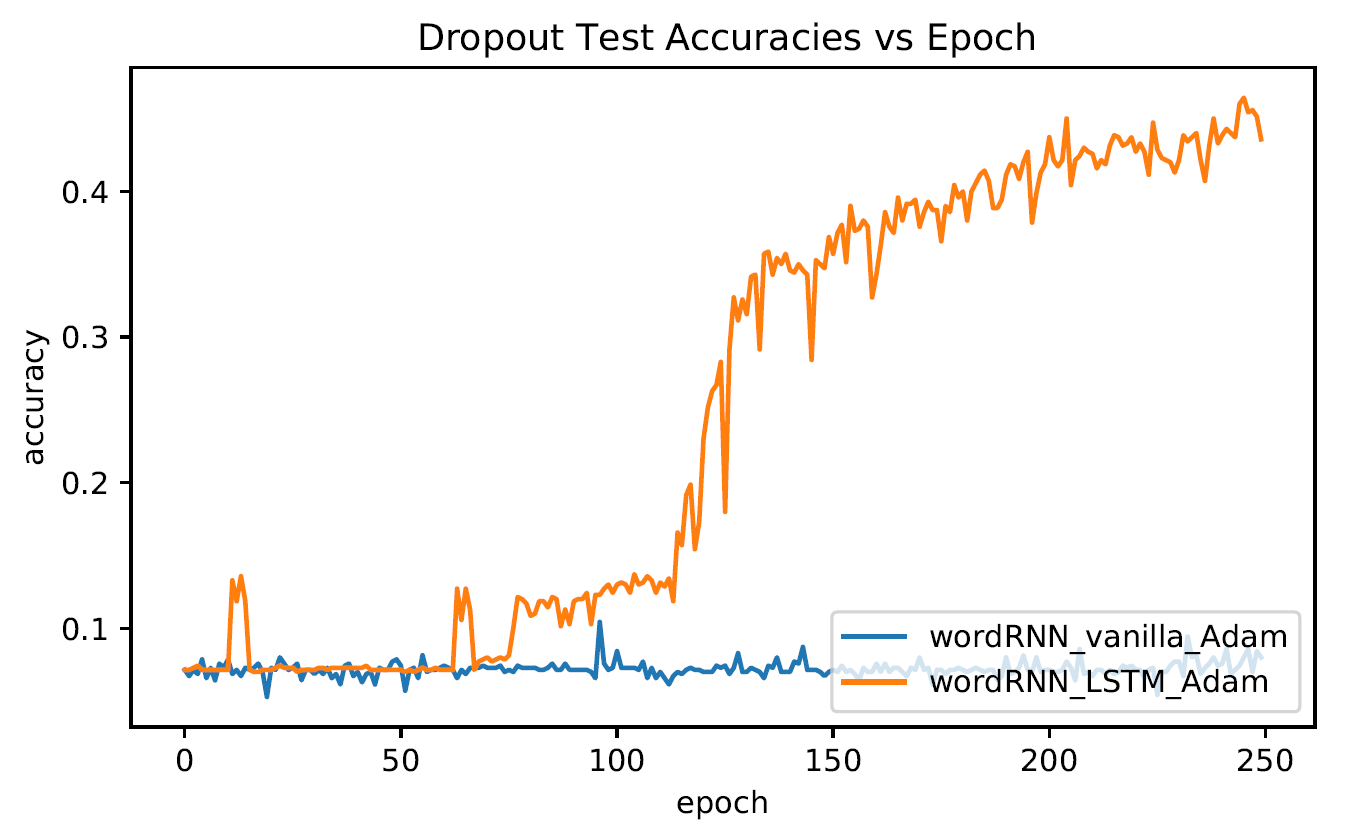 Dropout Test Accuracies vs Epoch
accuracy
0.4
0.3
0.2
0.1
wordRNN_vanilla_Adam
wordRNN_LSTM_Adam
0 50 100 150 200 250
epoch